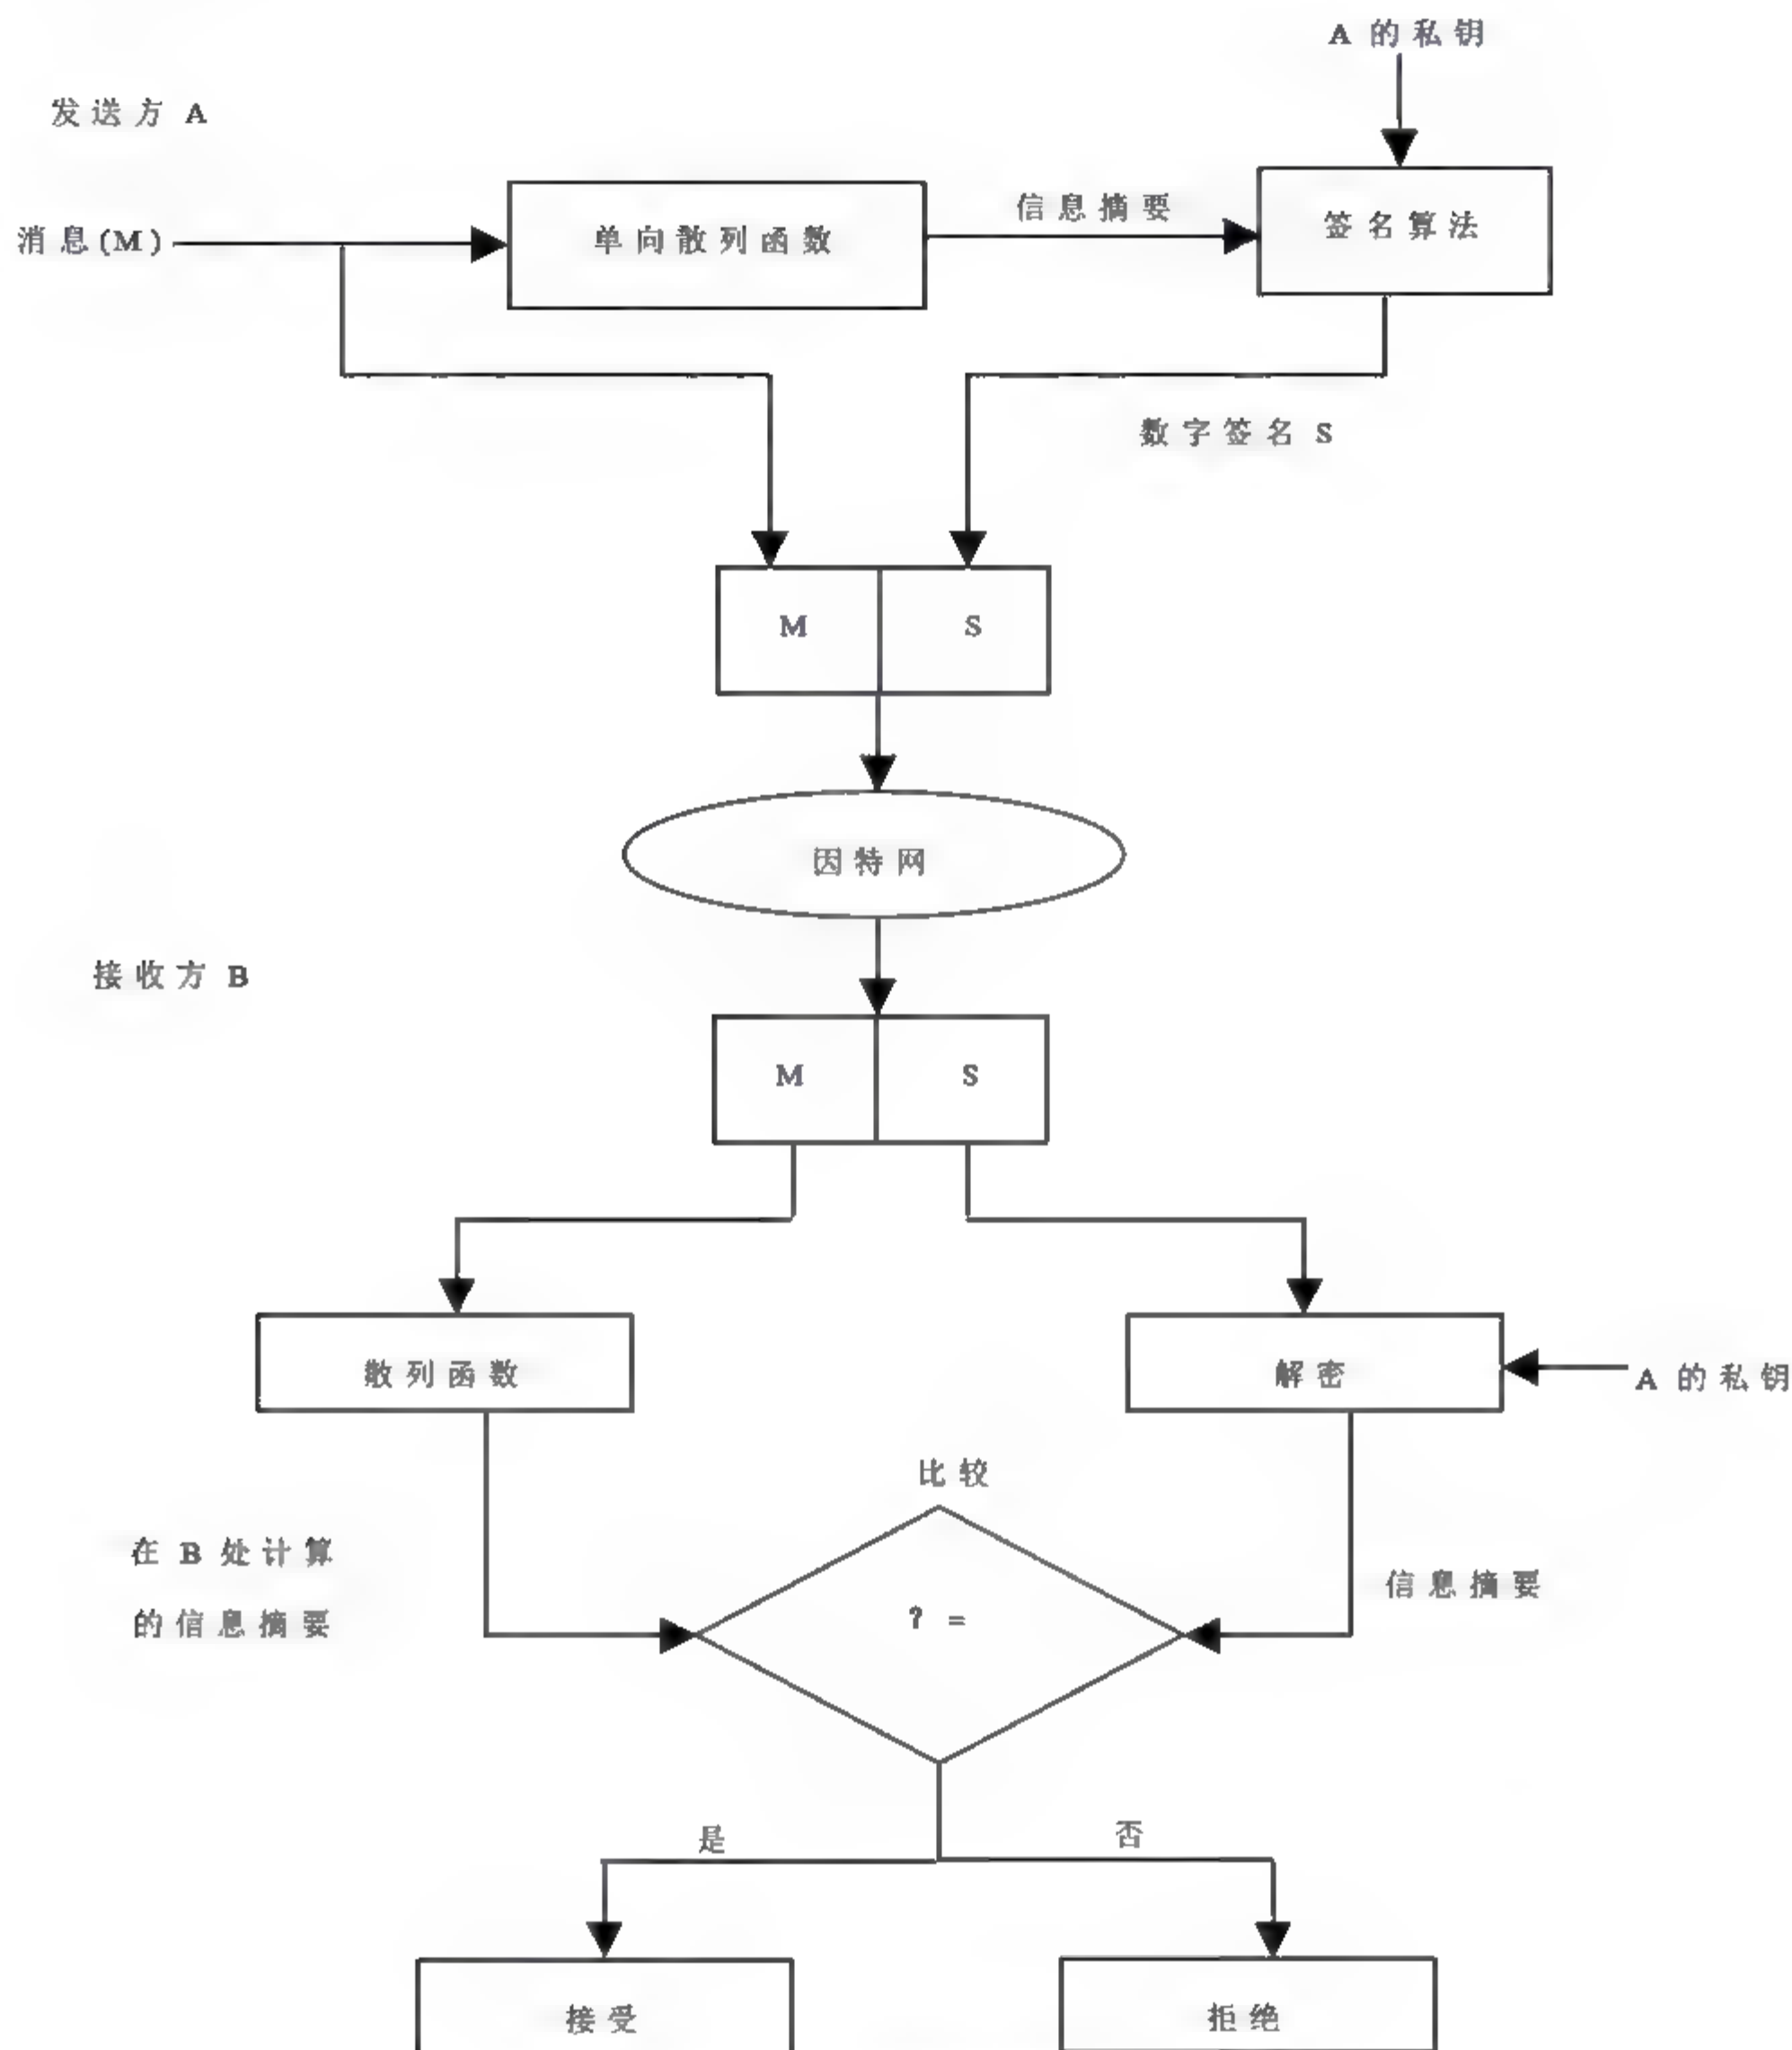 A 的私钥
发送方 A
消息(M)
单向散列函数
信息摘要
签名算法
数字签名 S
M
S
因特网
接收方 B
M
S
散列函数
解密
A 的私钥
比较
在 B 处计算
的信息摘要
? =
信息摘要
是
否
接受
拒绝